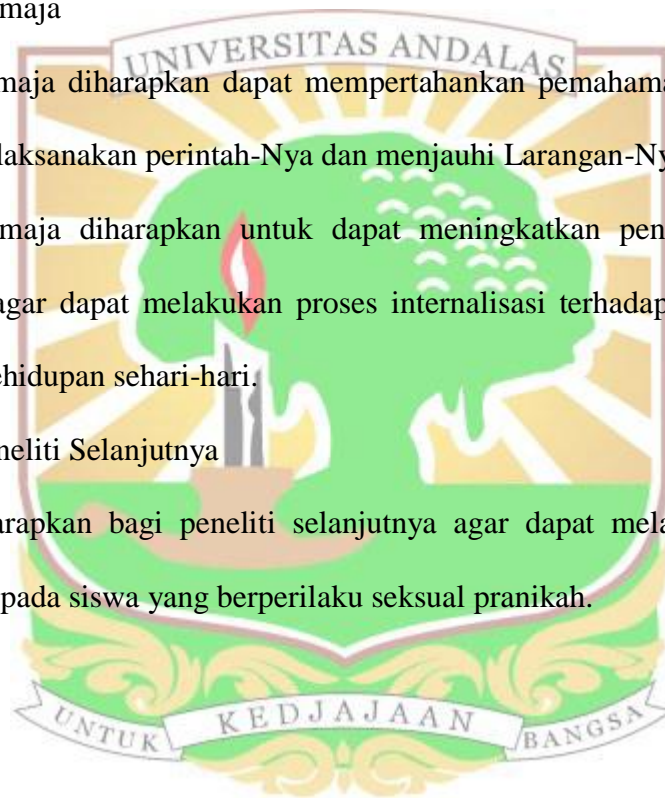 maja
UNIVERSITAS ANDALAS
maja diharapkan dapat mempertahankan pemahama
laksanakan perintah-Nya dan menjauhi Larangan-Ny
maja diharapkan untuk dapat meningkatkan pen
agar dapat melakukan proses internalisasi terhadap
ehidupan sehari-hari.
neliti Selanjutnya
arapkan bagi peneliti selanjutnya agar dapat mela
pada siswa yang berperilaku seksual pranikah.
UNTUK KEDJAJAAN BANGSA